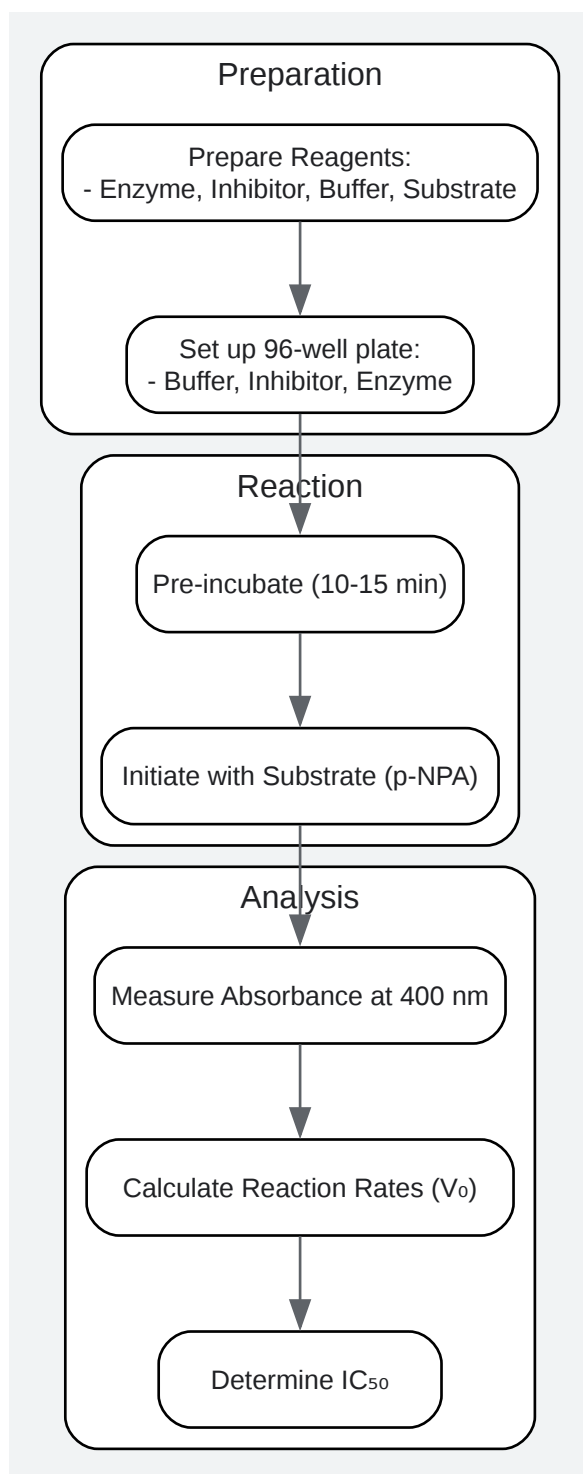 Preparation
Prepare Reagents:
- Enzyme, Inhibitor, Buffer, Substrate
Set up 96-well plate:
- Buffer, Inhibitor, Enzyme
Reaction
Pre-incubate (10-15 min)
Initiate with Substrate (p-NPA)
Analysis
Measure Absorbance at 400 nm
Calculate Reaction Rates (V₀)
Determine IC₅₀